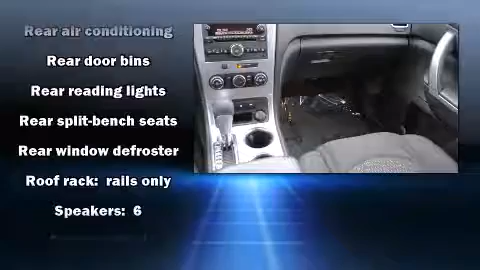 Rear air conditioning
Rear door bins
Rear reading lights
Rear split-bench seats
Rear window defroster
Roof rack:  rails only
Speakers:  6